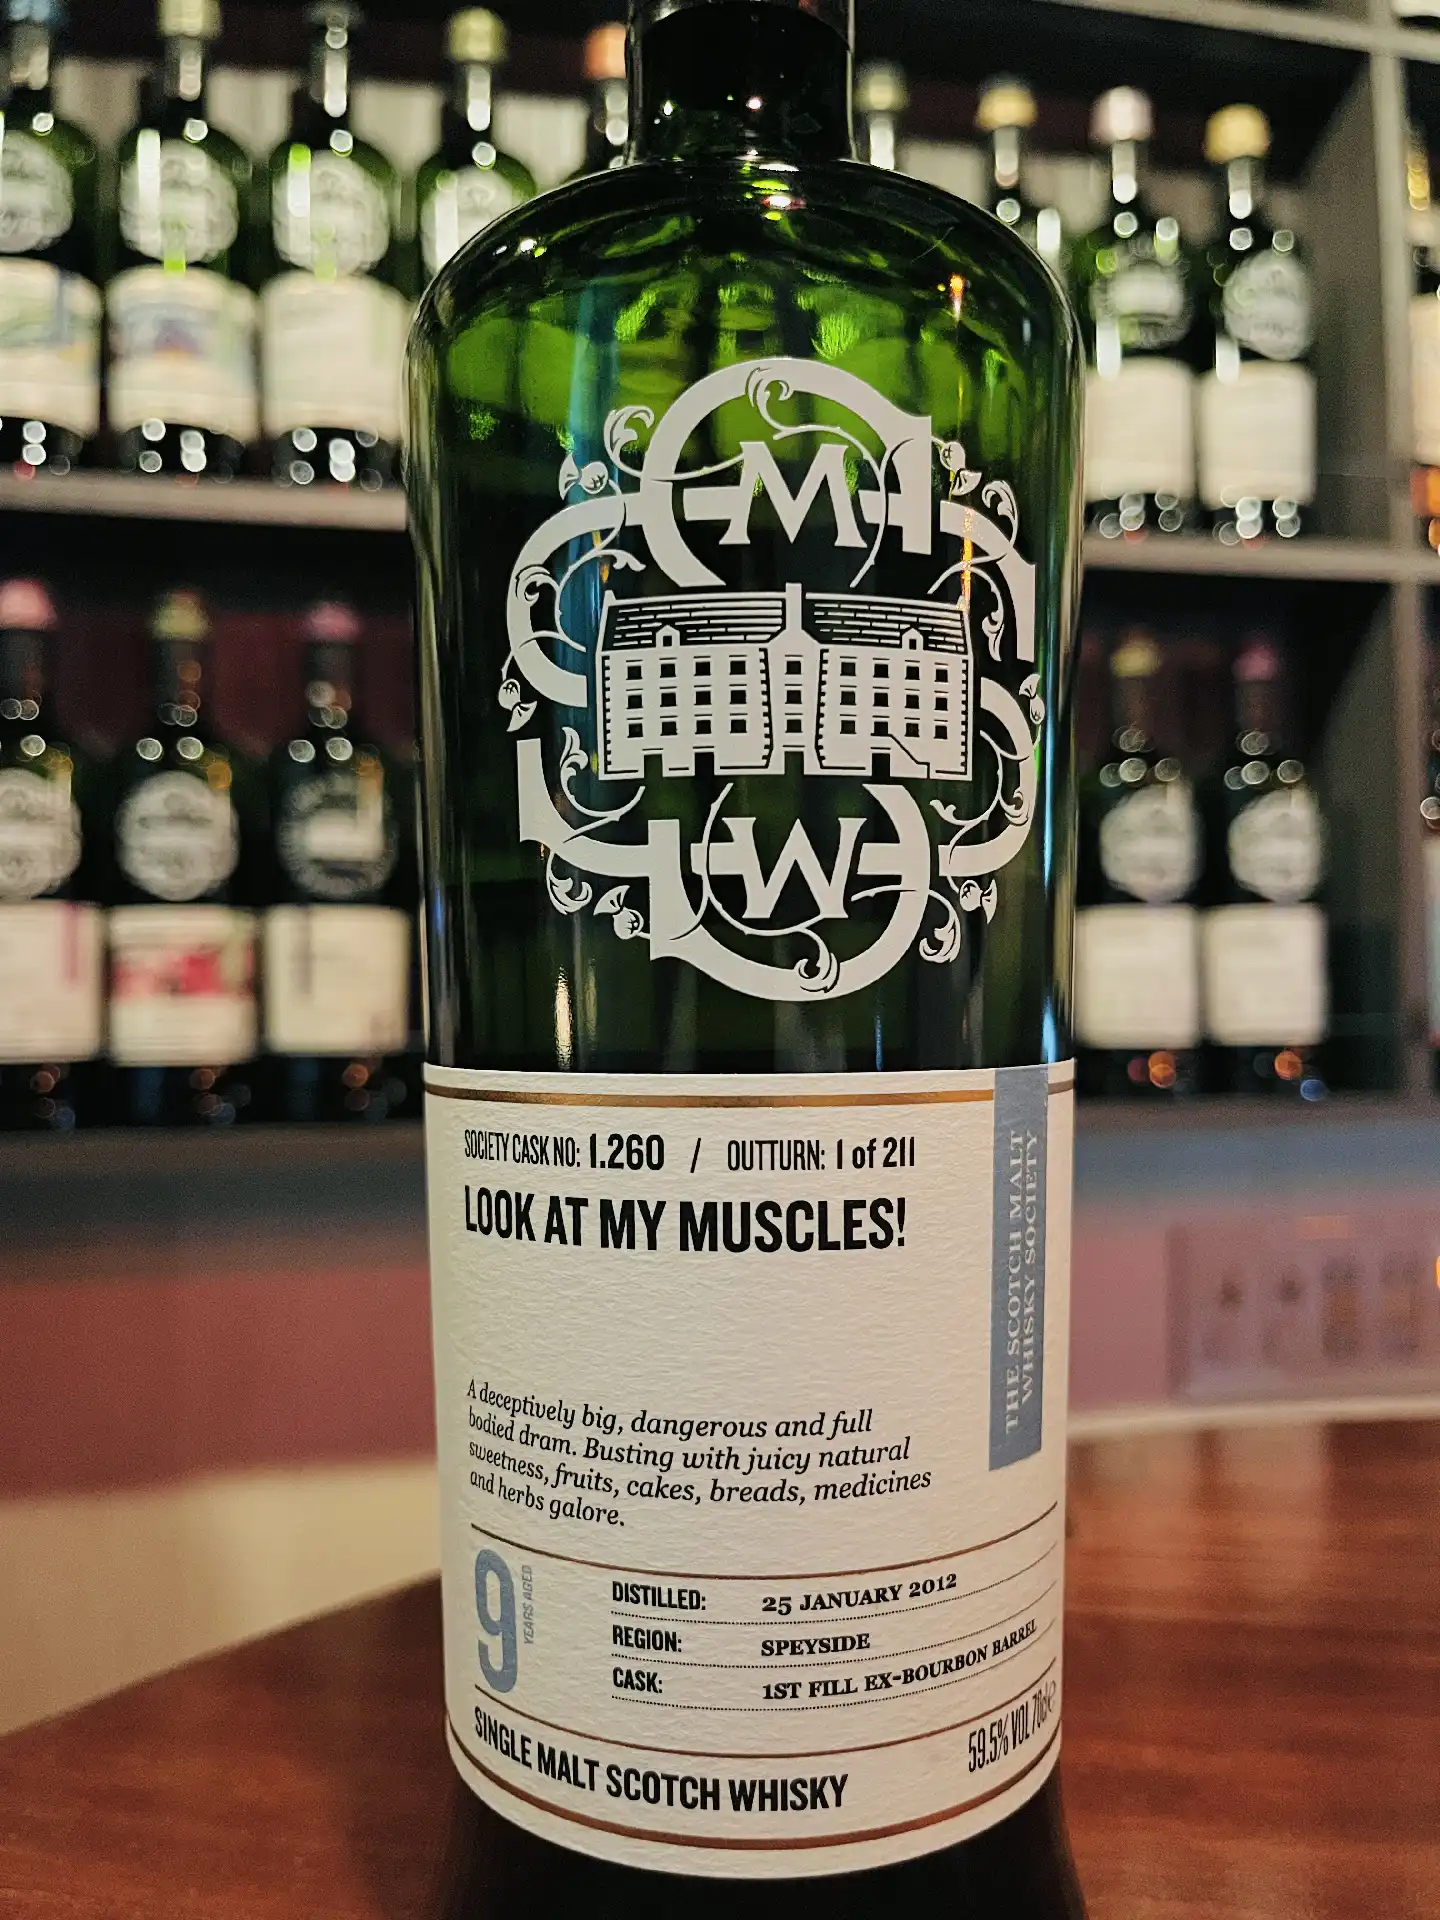 M
M
SOCIETY CASK NO: 1.260 / OUTTURN: 1 of 211
LOOK AT MY MUSCLES!
THE SCOTCH MALT
WHISKY SOCIETY
A deceptively big, dangerous and full
bodied dram. Busting with juicy natural
sweetness, fruits, cakes, breads, medicines
and herbs galore.
9 YEARS AGED
DISTILLED: 25 JANUARY 2012
REGION: SPEYSIDE
CASK: 1ST FILL EX-BOURBON BARREL
SINGLE MALT SCOTCH WHISKY
59.5% VOL 70cl e